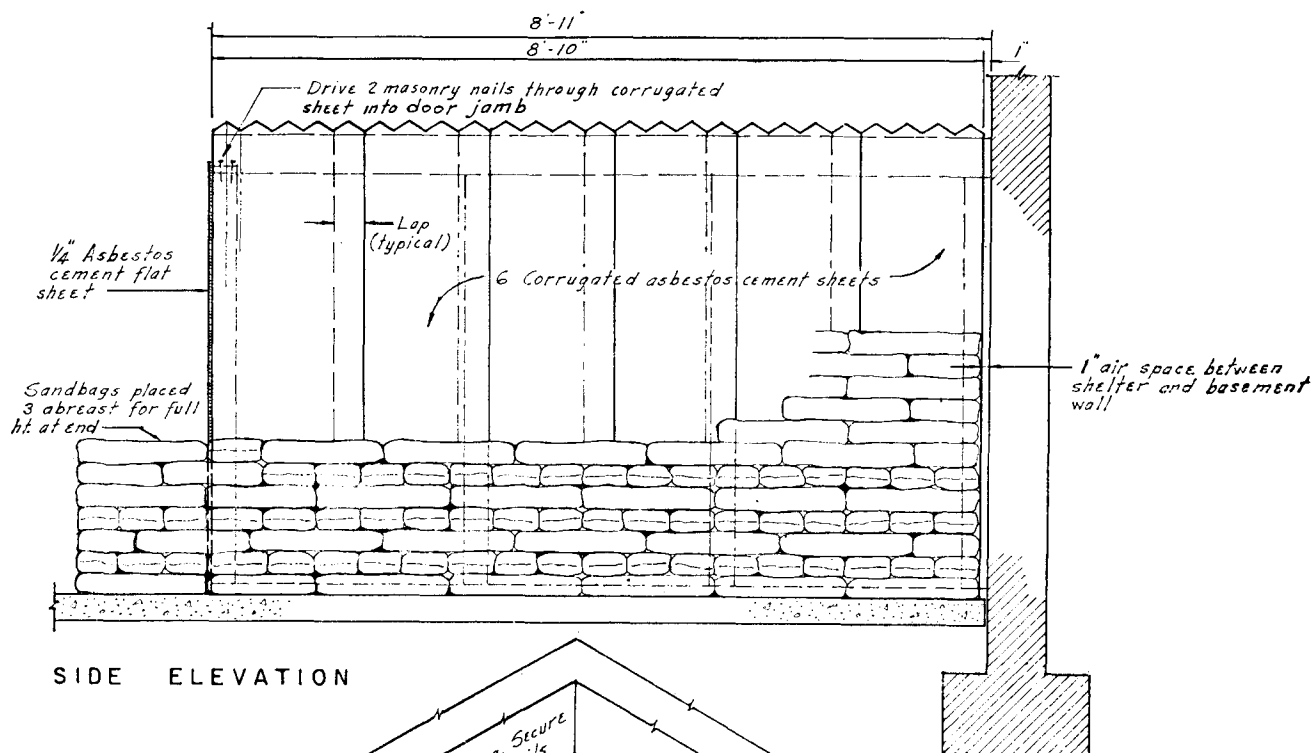 8'-11"
8'-10"
1"
Drive 2 masonry nails through corrugated
sheet into door jamb
Lap
(typical)
1/4" Asbestos
cement flat
sheet
6 Corrugated asbestos cement sheets
1" air space between
shelter and basement
wall
Sandbags placed
3 abreast for full
ht. at end
SIDE ELEVATION
Secure